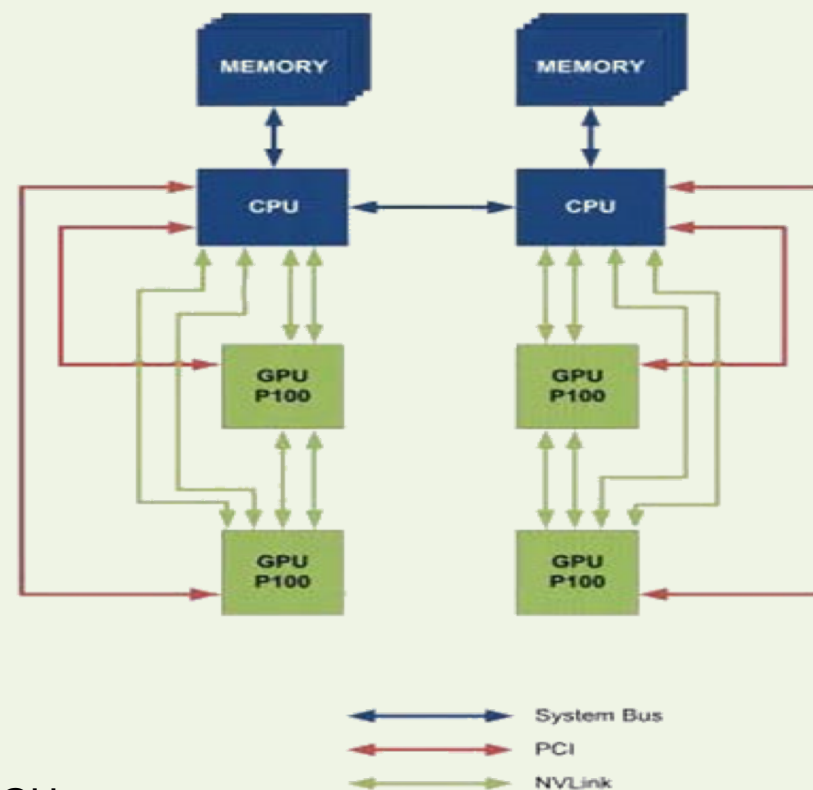 MEMORY MEMORY
CPU CPU
GPU GPU
P100 P100
GPU GPU
P100 P100
System Bus
PCI
NVLink